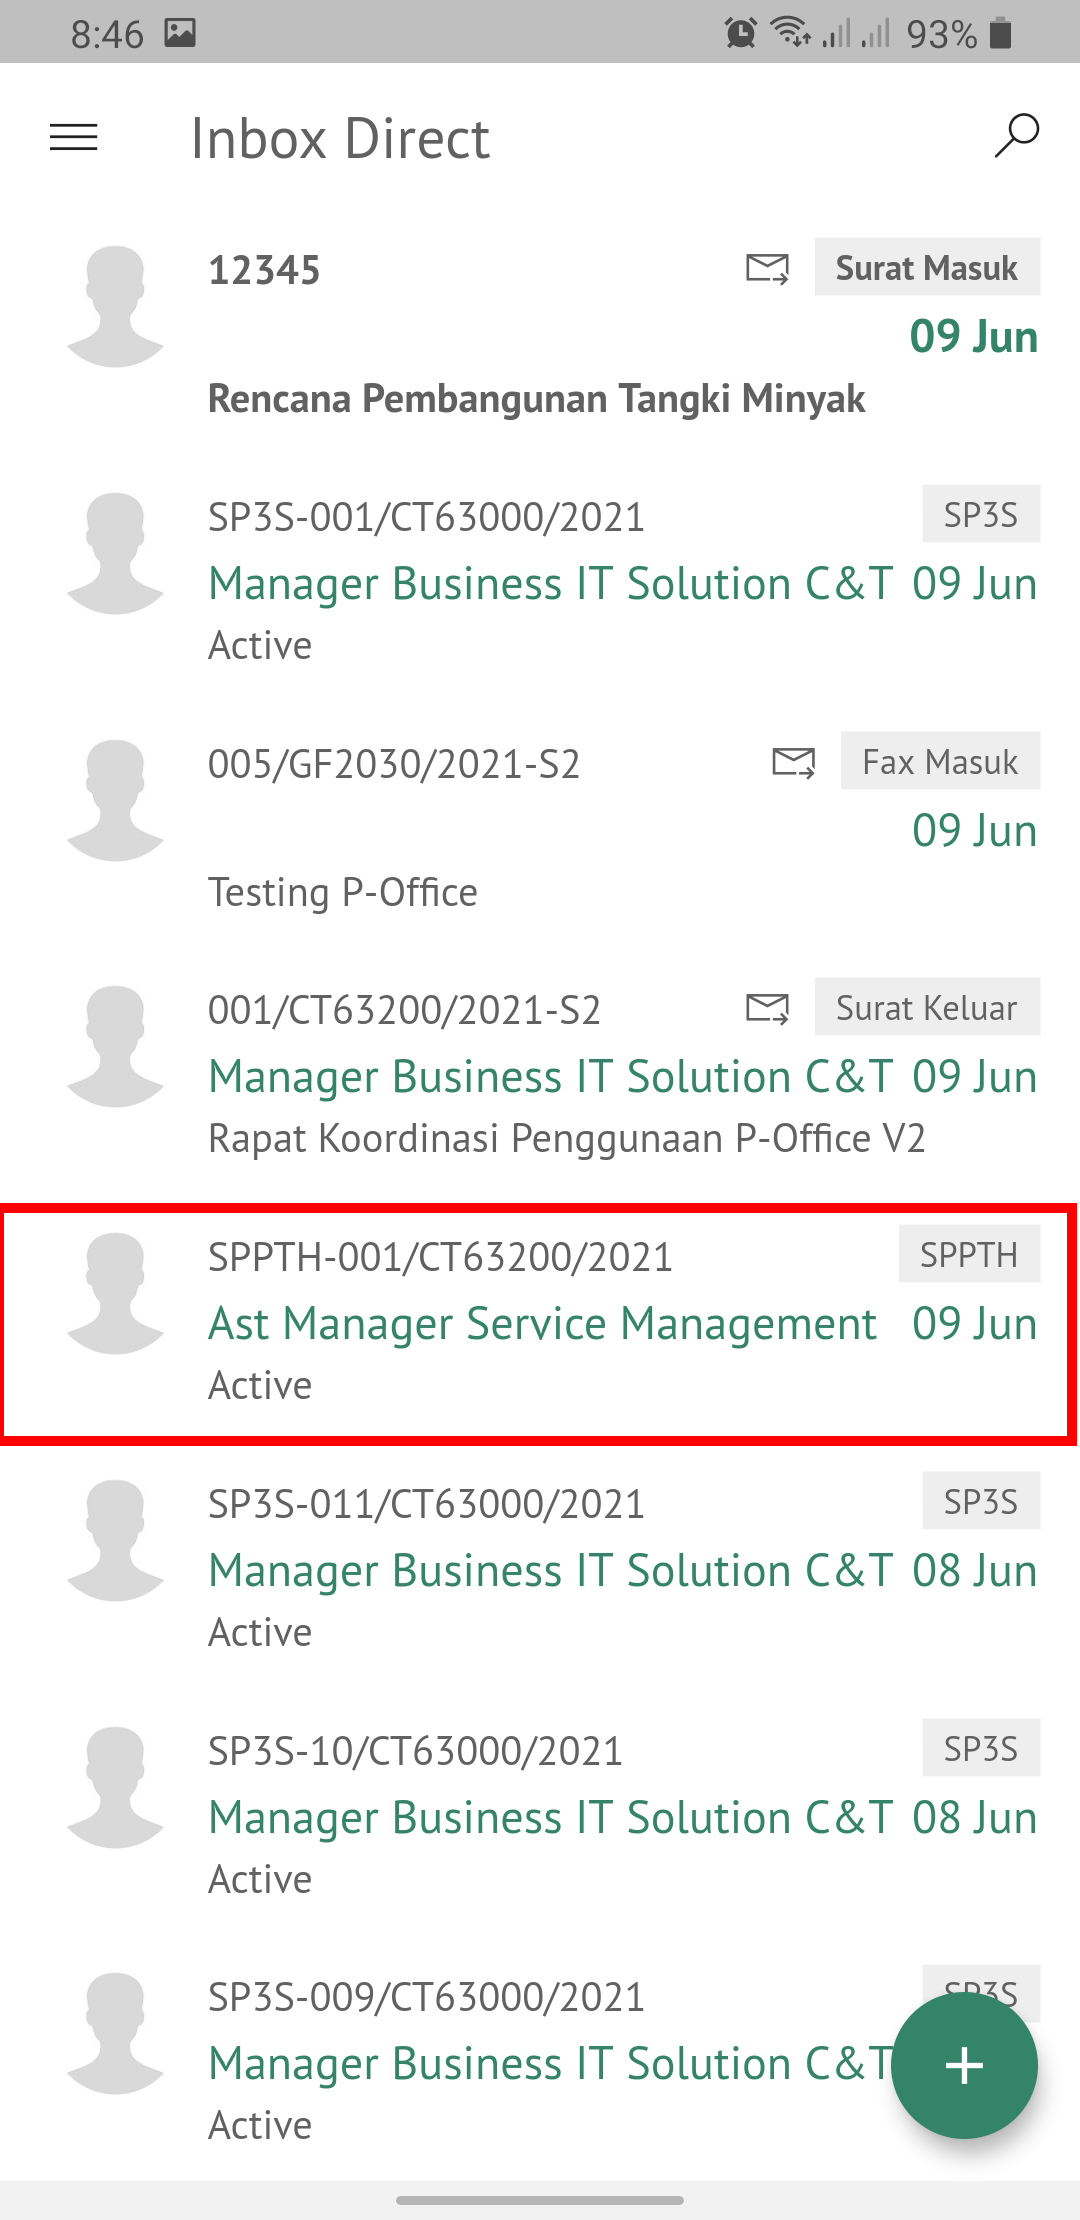 8:46 93%
Inbox Direct
12345 Surat Masuk
09 Jun
Rencana Pembangunan Tangki Minyak
SP3S-001/CT63000/2021 SP3S
Manager Business IT Solution C&T 09 Jun
Active
005/GF2030/2021-S2 Fax Masuk
09 Jun
Testing P-Office
001/CT63200/2021-S2 Surat Keluar
Manager Business IT Solution C&T 09 Jun
Rapat Koordinasi Penggunaan P-Office V2
SPPTH-001/CT63200/2021 SPPTH
Ast Manager Service Management 09 Jun
Active
SP3S-011/CT63000/2021 SP3S
Manager Business IT Solution C&T 08 Jun
Active
SP3S-10/CT63000/2021 SP3S
Manager Business IT Solution C&T 08 Jun
Active
SP3S-009/CT63000/2021 SP3S
Manager Business IT Solution C&T
Active